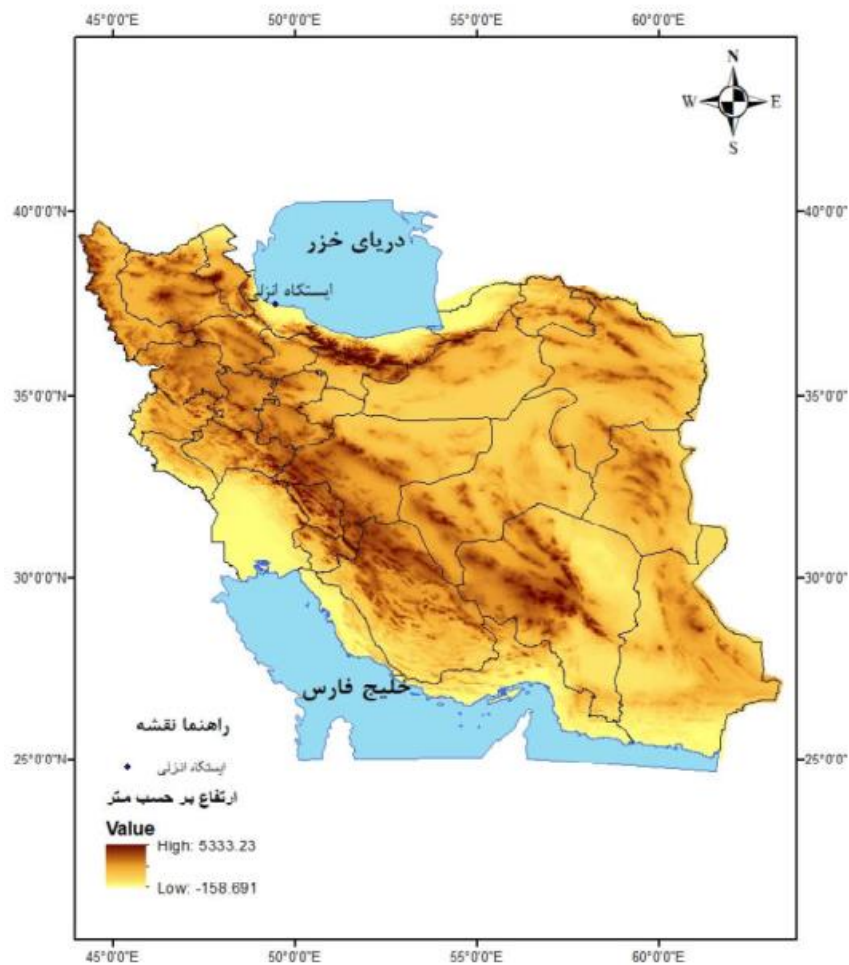 45°0'0"E 50°0'0"E 55°0'0"E 60°0'0"E
N
W E
S
40°0'0"N 40°0'0"N
دریای خزر
ایستگاه انزلی
35°0'0"N 35°0'0"N
30°0'0"N 30°0'0"N
خلیج فارس
راهنما نقشه
25°0'0"N 25°0'0"N
ایستگاه انزلی
ارتفاع بر حسب متر
Value
High: 5333.23
Low: -158.691
45°0'0"E 50°0'0"E 55°0'0"E 60°0'0"E